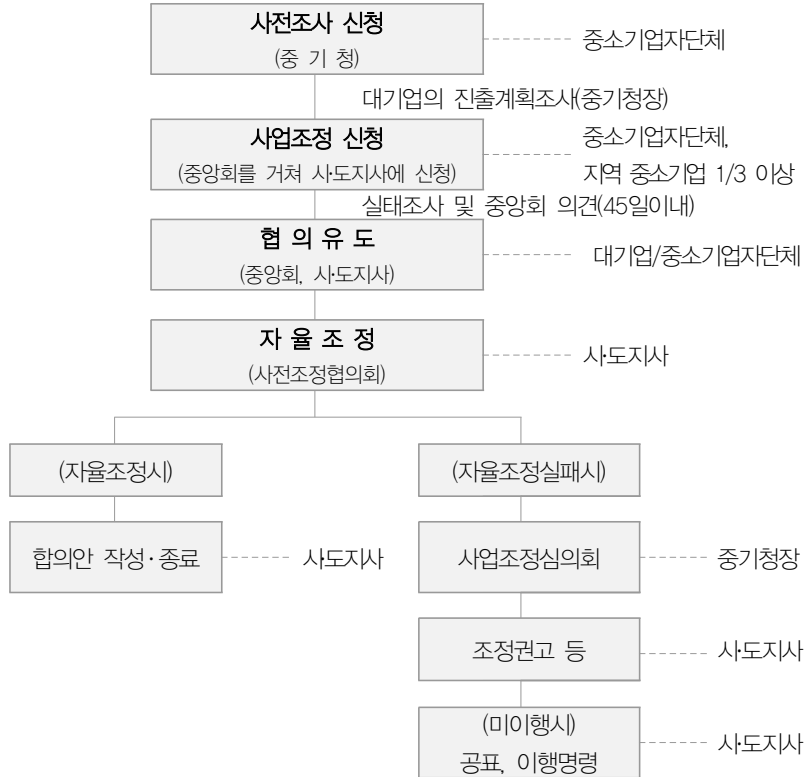 사전조사 신청
(중 기 청)
중소기업자단체
대기업의 진출계획조사(중기청장)
사업조정 신청
(중앙회를 거쳐 시·도지사에 신청)
중소기업자단체,
지역 중소기업 1/3 이상
실태조사 및 중앙회 의견(45일이내)
협 의 유 도
(중앙회, 시·도지사)
대기업/중소기업자단체
자 율 조 정
(사전조정협의회)
시·도지사
(자율조정시)
(자율조정실패시)
합의안 작성·종료
시·도지사
사업조정심의회
중기청장
조정권고 등
시·도지사
(미이행시)
공표, 이행명령
시·도지사